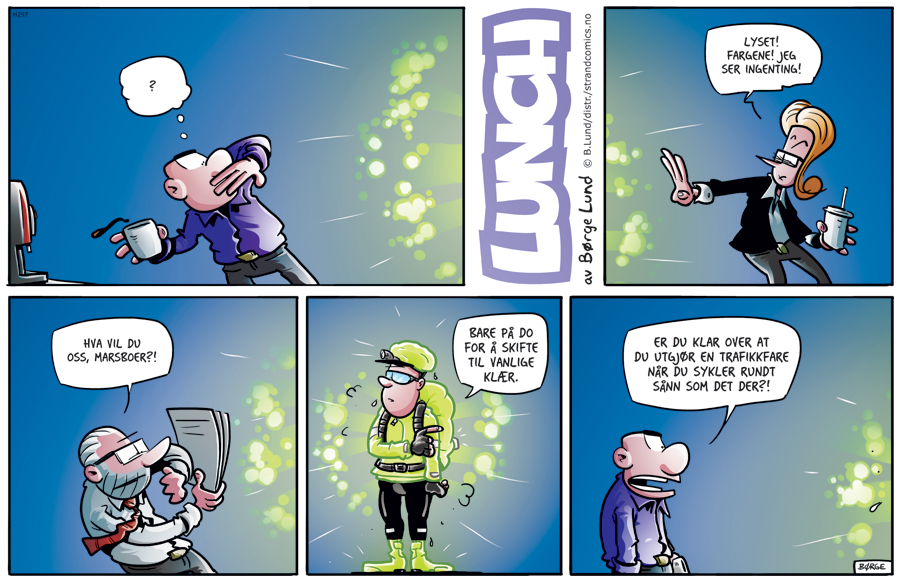 H297
?
LUNCH
av Børge Lund © B.Lund/distr./strandcomics.no
LYSET!
FARGENE! JEG
SER INGENTING!
HVA VIL DU
OSS, MARSBOER?!
BARE PÅ DO
FOR Å SKIFTE
TIL VANLIGE
KLÆR.
ER DU KLAR OVER AT
DU UTGJØR EN TRAFIKKFARE
NÅR DU SYKLER RUNDT
SÅNN SOM DET DER?!
BØRGE